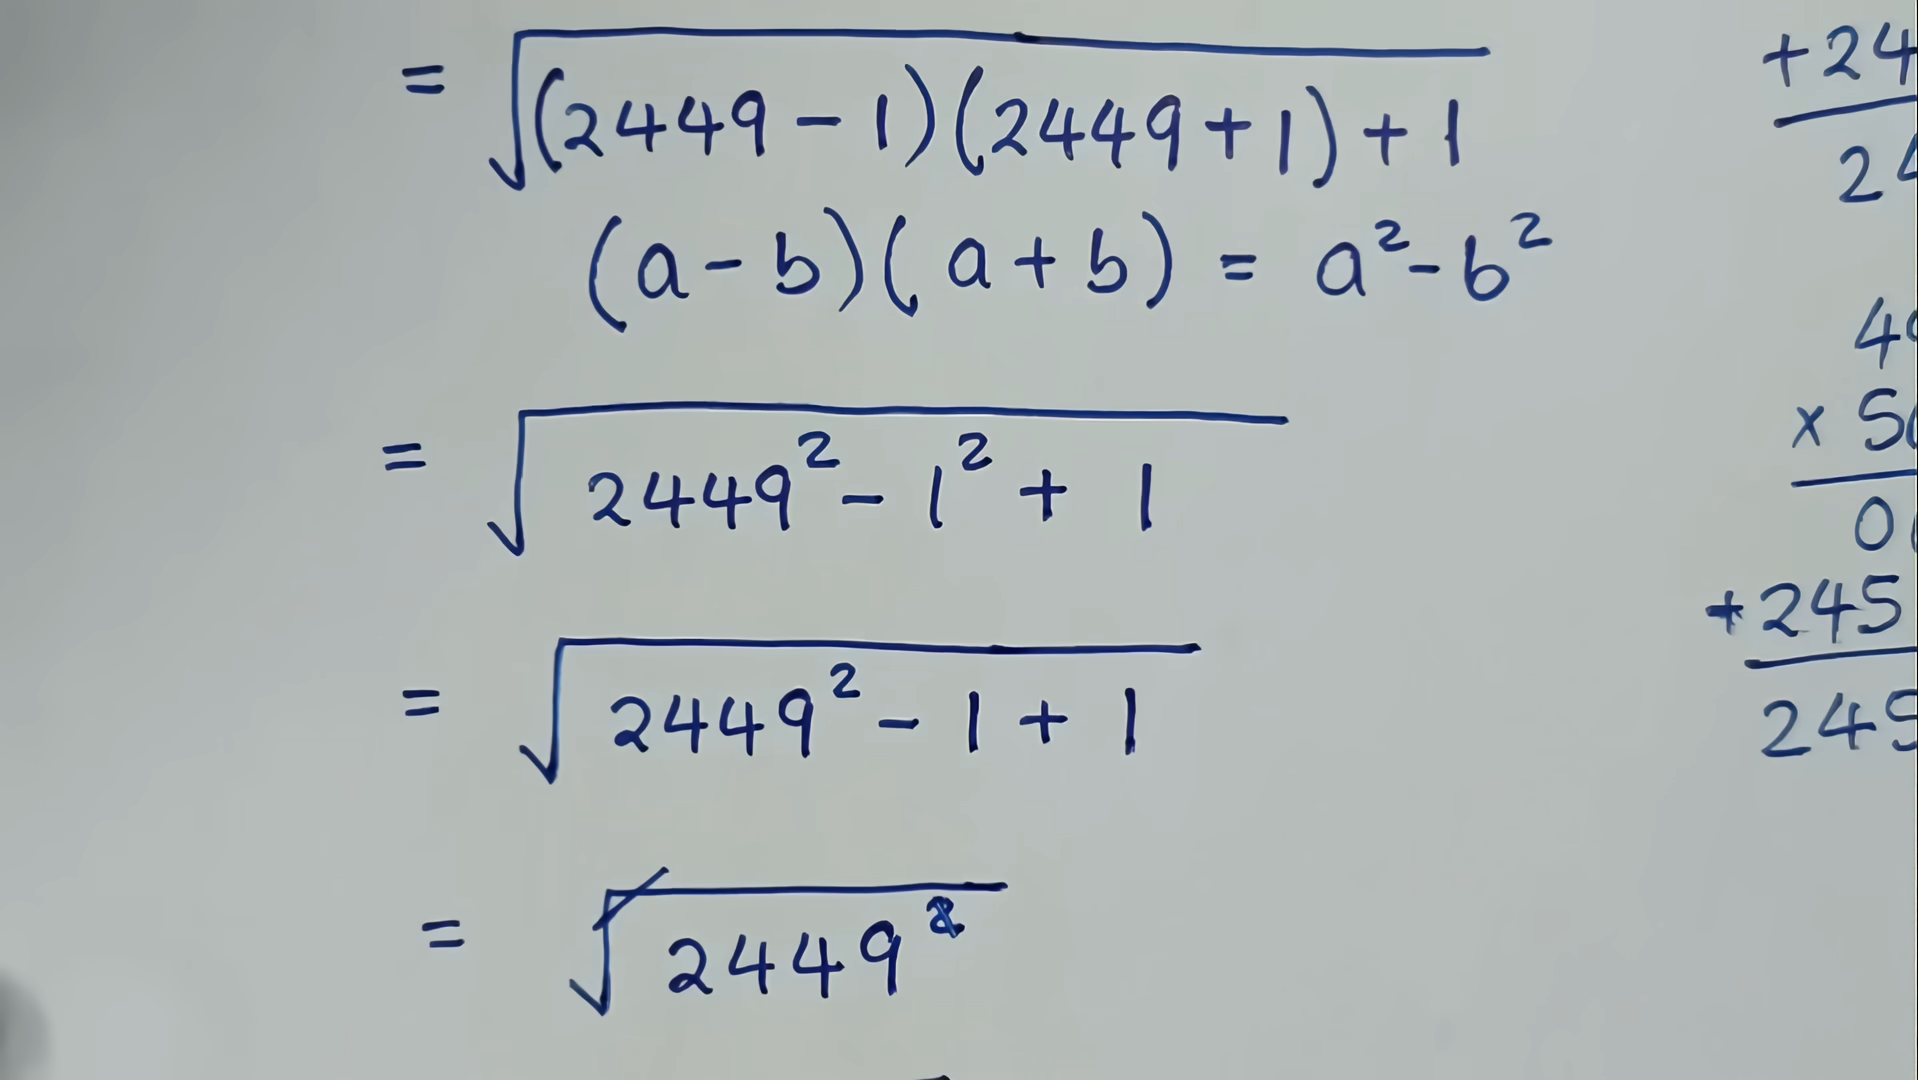 = √(2449 - 1)(2449 + 1) + 1
(a - b)(a + b) = a² - b²
= √2449² - 1² + 1
= √2449² - 1 + 1
= √2449²
+24
24
4
× 5
0
+245
245